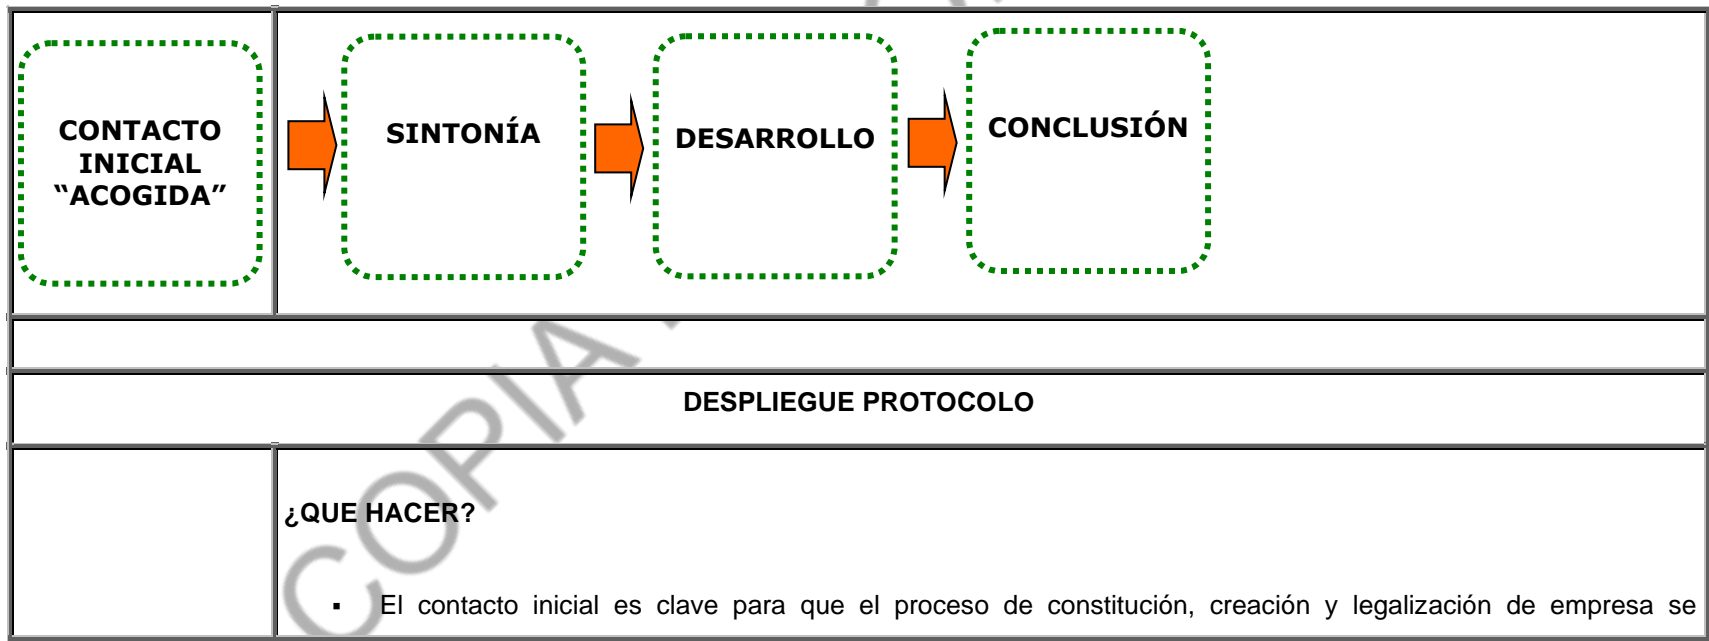 CONTACTO
INICIAL
“ACOGIDA”
SINTONÍA
DESARROLLO
CONCLUSIÓN
DESPLIEGUE PROTOCOLO
¿QUE HACER?
▪ El contacto inicial es clave para que el proceso de constitución, creación y legalización de empresa se
COPIA